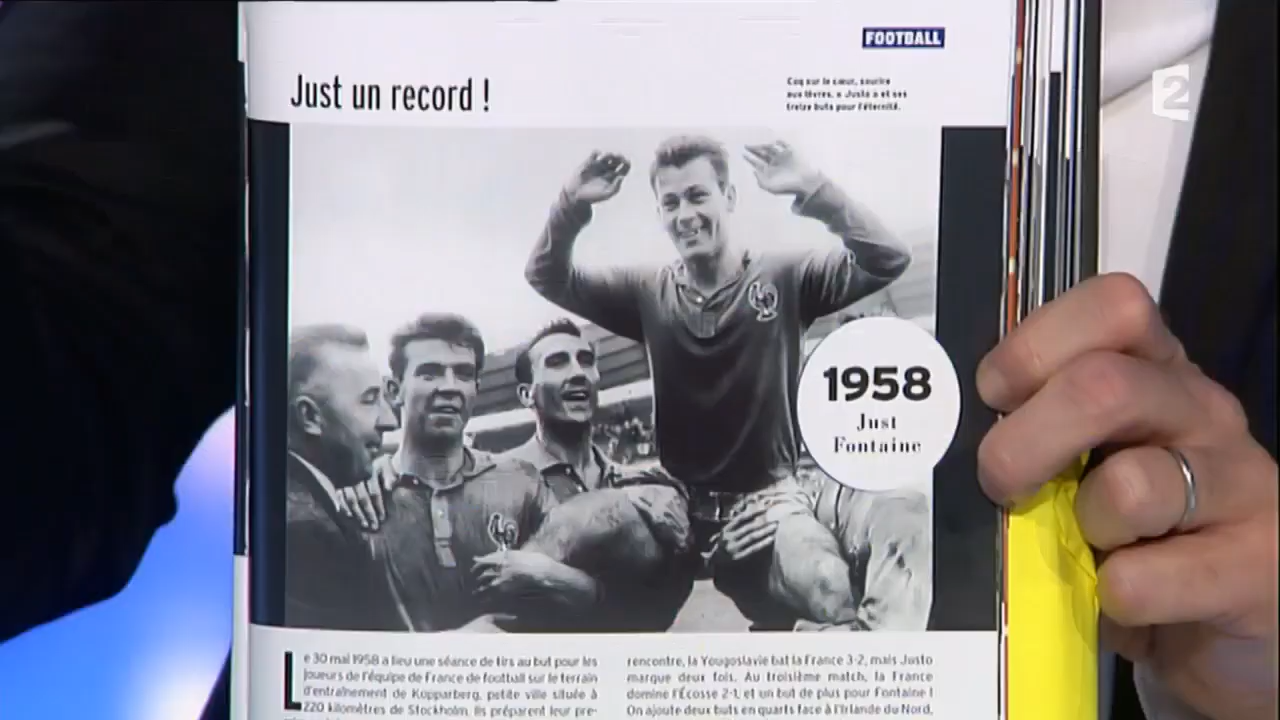 FOOTBALL
Just un record !
Coq sur le cœur, sourire
aux lèvres, « Justo » et ses
treize buts pour l'éternité.
2
1958
Just
Fontaine
Le 30 mai 1958 a lieu une séance de tirs au but pour les
joueurs de l'équipe de France de football sur le terrain
d'entraînement de Kopparberg, petite ville située à
220 kilomètres de Stockholm. Ils préparent leur pre-
rencontre, la Yougoslavie bat la France 3-2, mais Justo
marque deux fois. Au troisième match, la France
domine l'Écosse 2-1, et un but de plus pour Fontaine !
On ajoute deux buts en quarts face à l'Irlande du Nord,